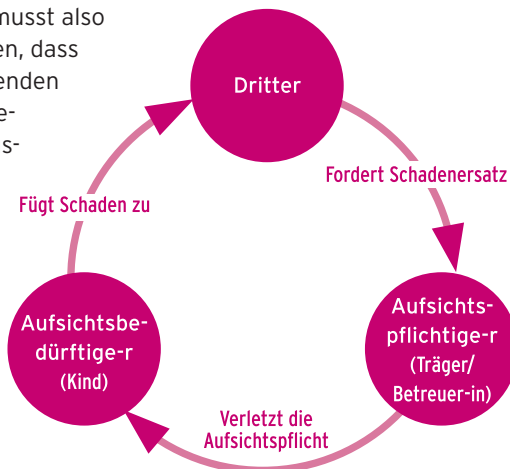 musst also
en, dass
enden
e-
s-
Dritter
Fordert Schadenersatz
Fügt Schaden zu
Aufsichts-
pflichtige-r
(Träger/
Betreuer-in)
Aufsichtsbe-
dürftige-r
(Kind)
Verletzt die
Aufsichtspflicht